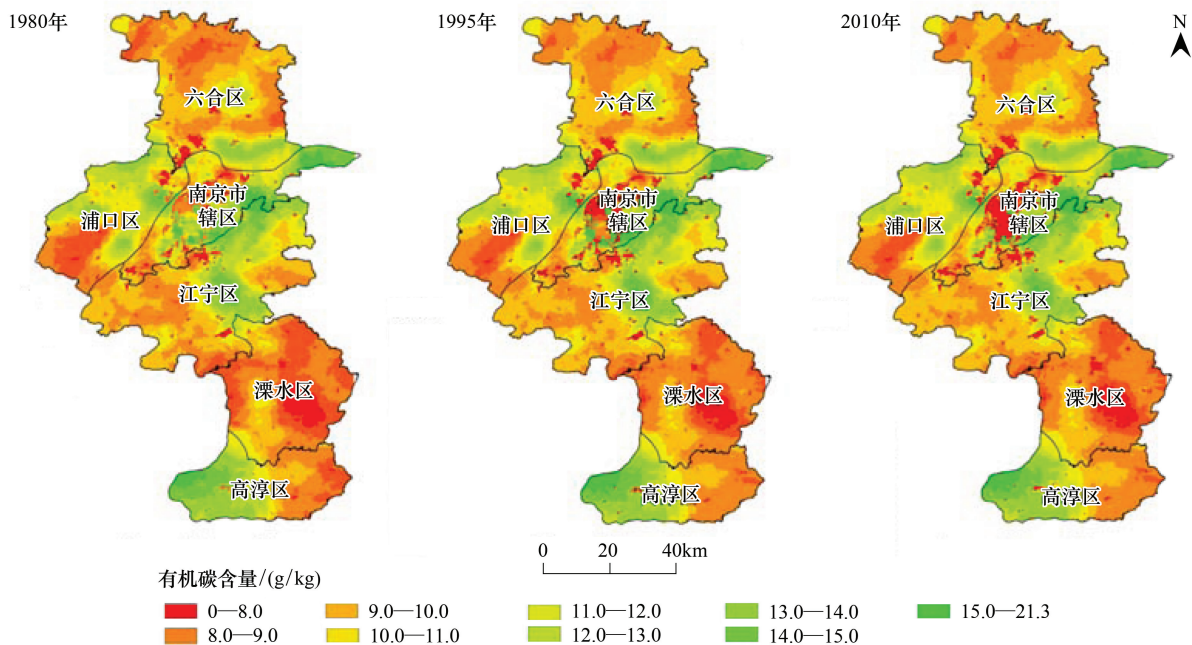 1980年
1995年
2010年
N
六合区
南京市
辖区
浦口区
江宁区
溧水区
高淳区
六合区
南京市
辖区
浦口区
江宁区
溧水区
高淳区
六合区
南京市
辖区
浦口区
江宁区
溧水区
高淳区
0 20 40km
有机碳含量/(g/kg)
0—8.0 9.0—10.0 11.0—12.0 13.0—14.0 15.0—21.3
8.0—9.0 10.0—11.0 12.0—13.0 14.0—15.0